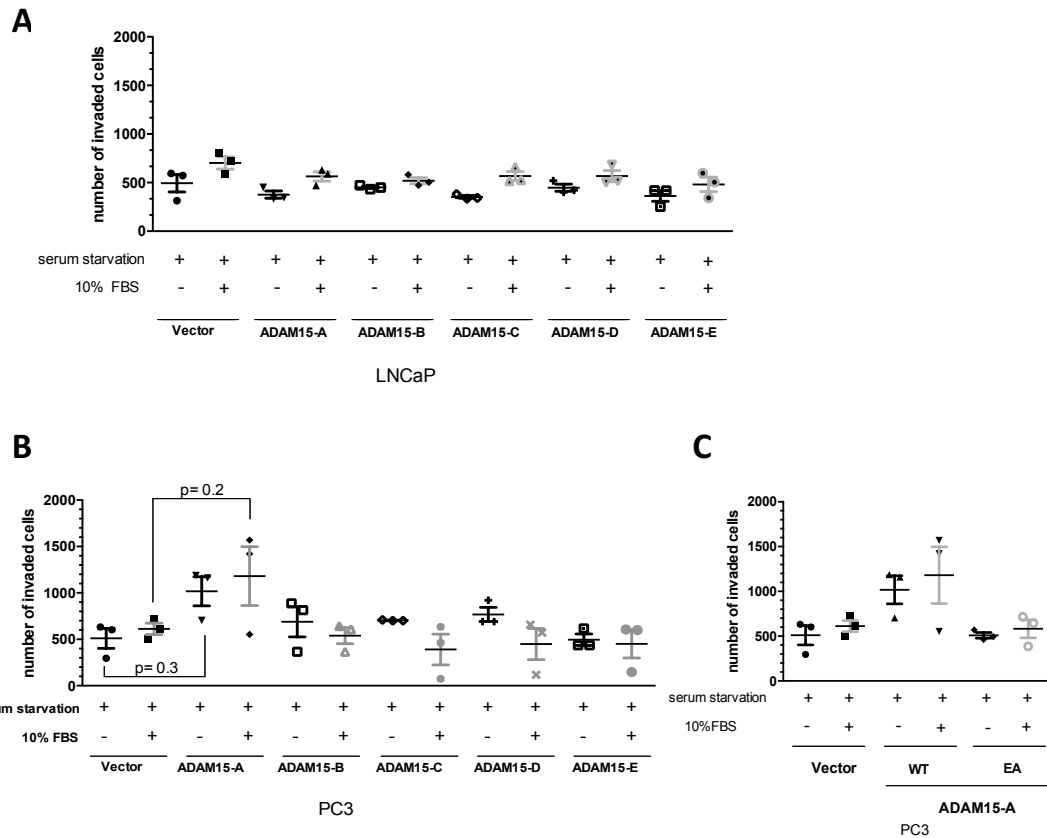 A
2000
1500
1000
500
0
number of invaded cells
serum starvation + + + + + + + + + + + +
10% FBS - + - + - + - + - + - +
Vector ADAM15-A ADAM15-B ADAM15-C ADAM15-D ADAM15-E
LNCaP
B
2000
1500
1000
500
0
number of invaded cells
p= 0.2
p= 0.3
um starvation + + + + + + + + + + + +
10% FBS - + - + - + - + - + - +
Vector ADAM15-A ADAM15-B ADAM15-C ADAM15-D ADAM15-E
PC3
C
2000
1500
1000
500
0
number of invaded cells
serum starvation + + + + + +
10%FBS - + - + - +
Vector WT EA
ADAM15-A
PC3